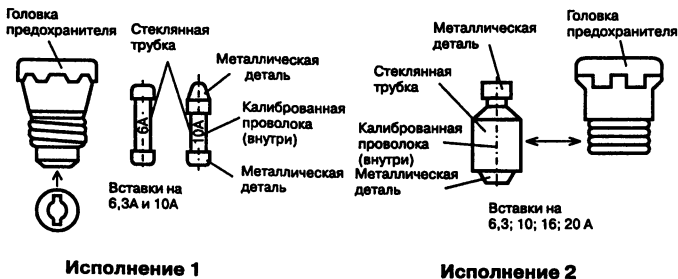 Головка
предохранителя
Стеклянная
трубка
Металлическая
деталь
6А
10А
Калиброванная
проволока
(внутри)
Металлическая
деталь
Вставки на
6,3А и 10А
Исполнение 1
Металлическая
деталь
Головка
предохранителя
Стеклянная
трубка
Калиброванная
проволока
(внутри)
Металлическая
деталь
Вставки на
6,3; 10; 16; 20 А
Исполнение 2